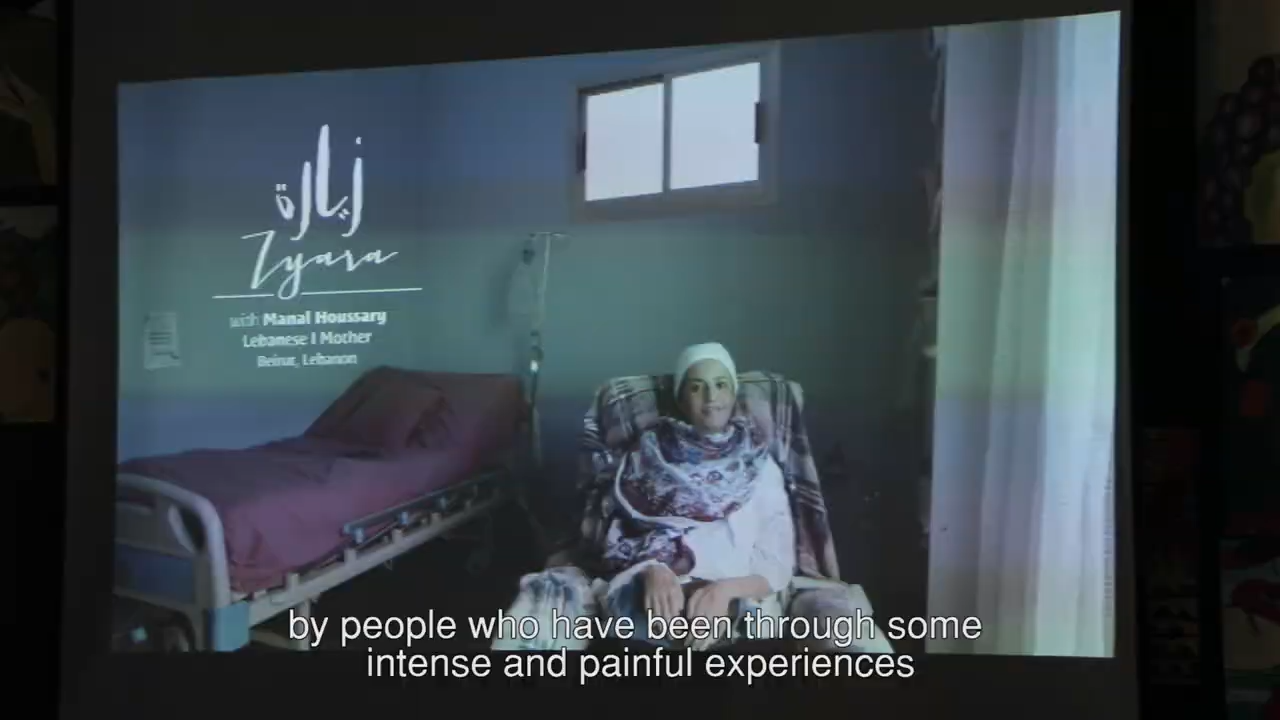 زيارة
Zyara
with Manal Houssary
Lebanese | Mother
Beirut, Lebanon
by people who have been through some
intense and painful experiences